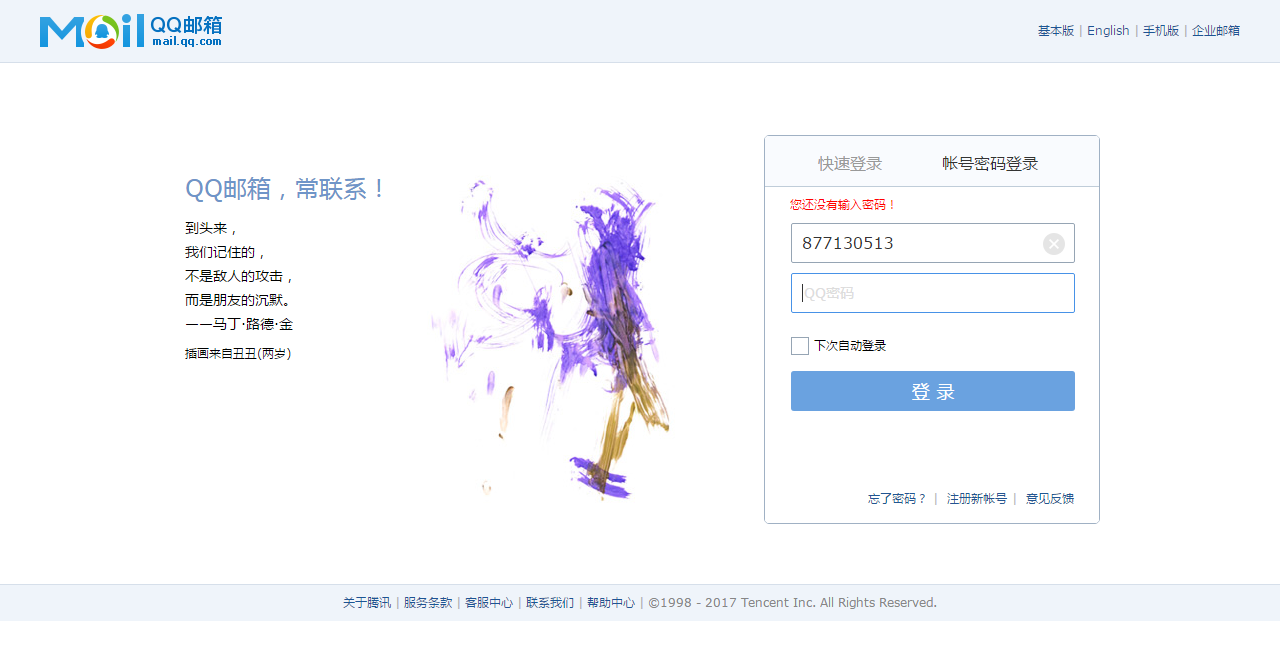 Mail QQ邮箱
mail.qq.com
基本版 | English | 手机版 | 企业邮箱
QQ邮箱，常联系！
到头来，
我们记住的，
不是敌人的攻击，
而是朋友的沉默。
——马丁·路德·金
插画来自丑丑(两岁)
快速登录 帐号密码登录
您还没有输入密码！
877130513
QQ密码
下次自动登录
登 录
忘了密码？ | 注册新帐号 | 意见反馈
关于腾讯 | 服务条款 | 客服中心 | 联系我们 | 帮助中心 | ©1998 - 2017 Tencent Inc. All Rights Reserved.